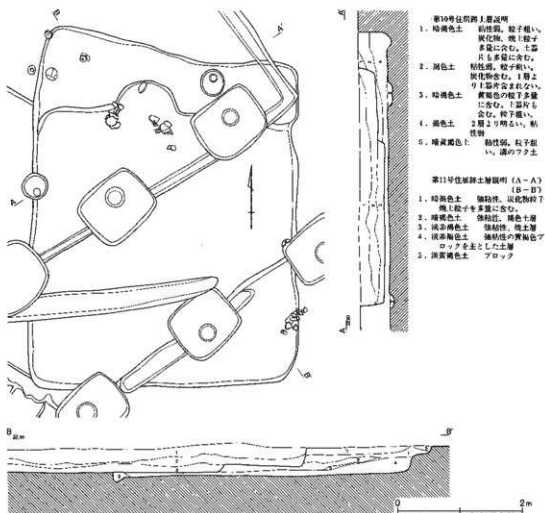 第10号住居跡土層説明
1．暗褐色土　粘性弱。粒子粗い。
炭化物、焼土粒子
多量に含む。土器
片も多量に含む。
2．褐色土　粘性弱。粒子粗い。
炭化物含む。1層よ
り土器片含まれない。
3．暗褐色土　黄褐色の粒子多量
に含む。土器片も
含む。粒子粗い。
4．褐色土　2層より明るい。粘
性弱
5．暗黄褐色土　粘性弱。粒子粗
い。溝のフク土
第11号住居跡土層説明（A－A'）
（B－B'）
1．暗褐色土　強粘性、炭化物粒子
焼土粒子を多量に含む。
2．暗褐色土　強粘性、褐色土層
3．淡赤褐色土　強粘性、焼土層
4．淡赤褐色土　強粘性の黄褐色ブ
ロックを主とした土層
5．淡黄褐色土　ブロック
B
A'
A
B'
A'
A
B
B'
0
2m